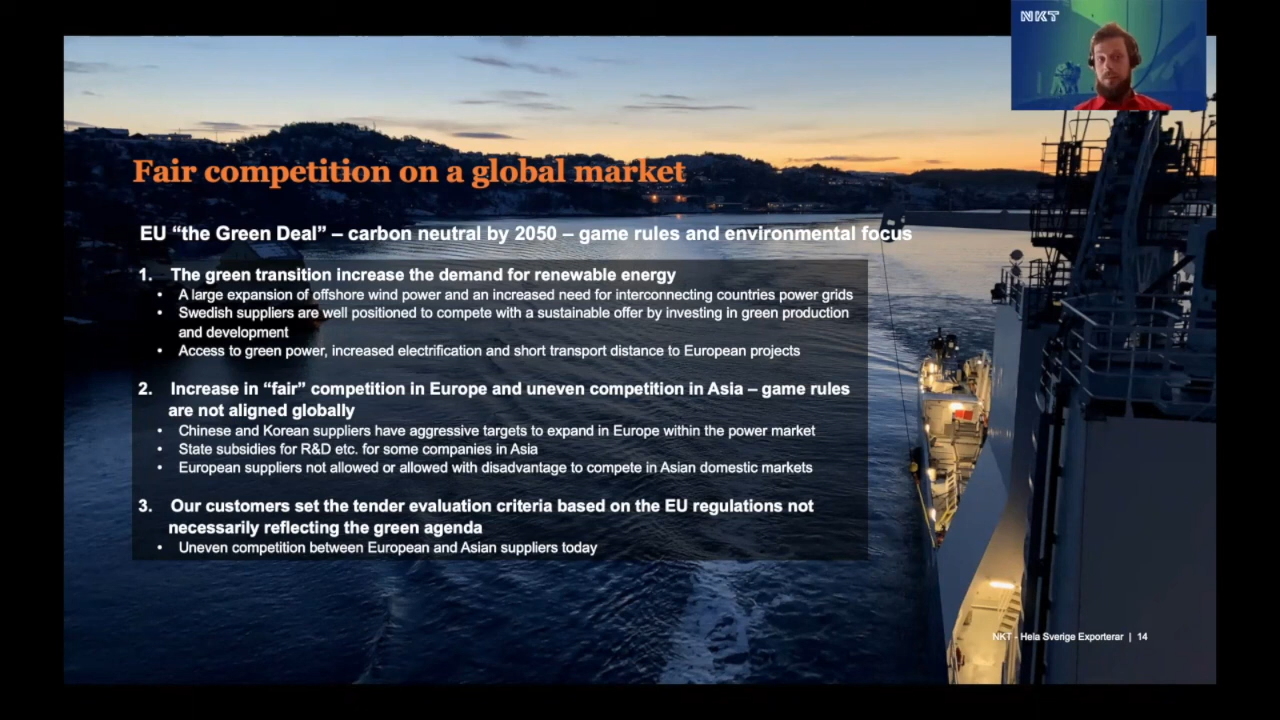 NKT
Fair competition on a global market
EU “the Green Deal” – carbon neutral by 2050 – game rules and environmental focus
1. The green transition increase the demand for renewable energy
• A large expansion of offshore wind power and an increased need for interconnecting countries power grids
• Swedish suppliers are well positioned to compete with a sustainable offer by investing in green production
and development
• Access to green power, increased electrification and short transport distance to European projects
2. Increase in “fair” competition in Europe and uneven competition in Asia – game rules
are not aligned globally
• Chinese and Korean suppliers have aggressive targets to expand in Europe within the power market
• State subsidies for R&D etc. for some companies in Asia
• European suppliers not allowed or allowed with disadvantage to compete in Asian domestic markets
3. Our customers set the tender evaluation criteria based on the EU regulations not
necessarily reflecting the green agenda
• Uneven competition between European and Asian suppliers today
NKT - Hela Sverige Exporterar | 14